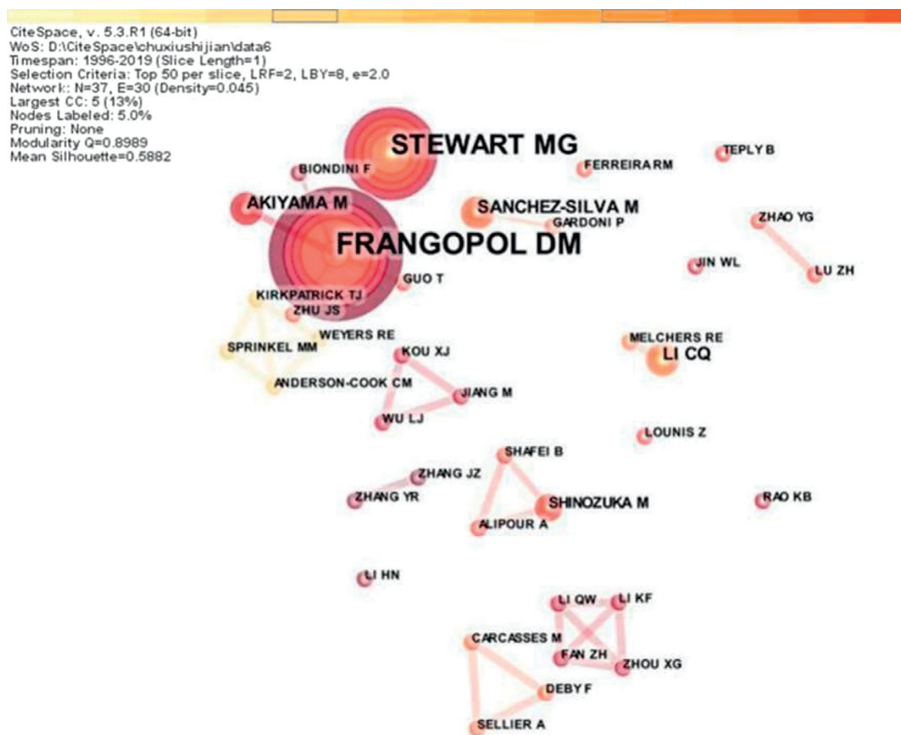 CiteSpace, v. 5.3.R1 (64-bit)
WoS: D:\CiteSpace\chuxiushijian\data6
Timespan: 1996-2019 (Slice Length=1)
Selection Criteria: Top 50 per slice, LRF=2, LBY=8, e=2.0
Network: N=37, E=30 (Density=0.045)
Largest CC: 5 (13%)
Nodes Labeled: 5.0%
Pruning: None
Modularity Q=0.8989
Mean Silhouette=0.5882
STEWART MG
TEPLY B
BIONDINI F
FERREIRA RM
AKIYAMA M
SANCHEZ-SILVA M
GARDONI P
ZHAO YG
FRANGOPOL DM
JIN WL
LU ZH
GUO T
KIRKPATRICK TJ
ZHU JS
WEYERS RE
MELCHERS RE
SPRINKEL MM
KOU XJ
LI CQ
ANDERSON-COOK CM
JIANG M
WU LJ
LOUNIS Z
SHAFEI B
ZHANG JZ
ZHANG YR
SHINOZUKA M
RAO KB
ALIPOUR A
LI HN
LI QW
LI KF
CARCASSES M
FAN ZH
ZHOU XG
DEBY F
SELLIER A